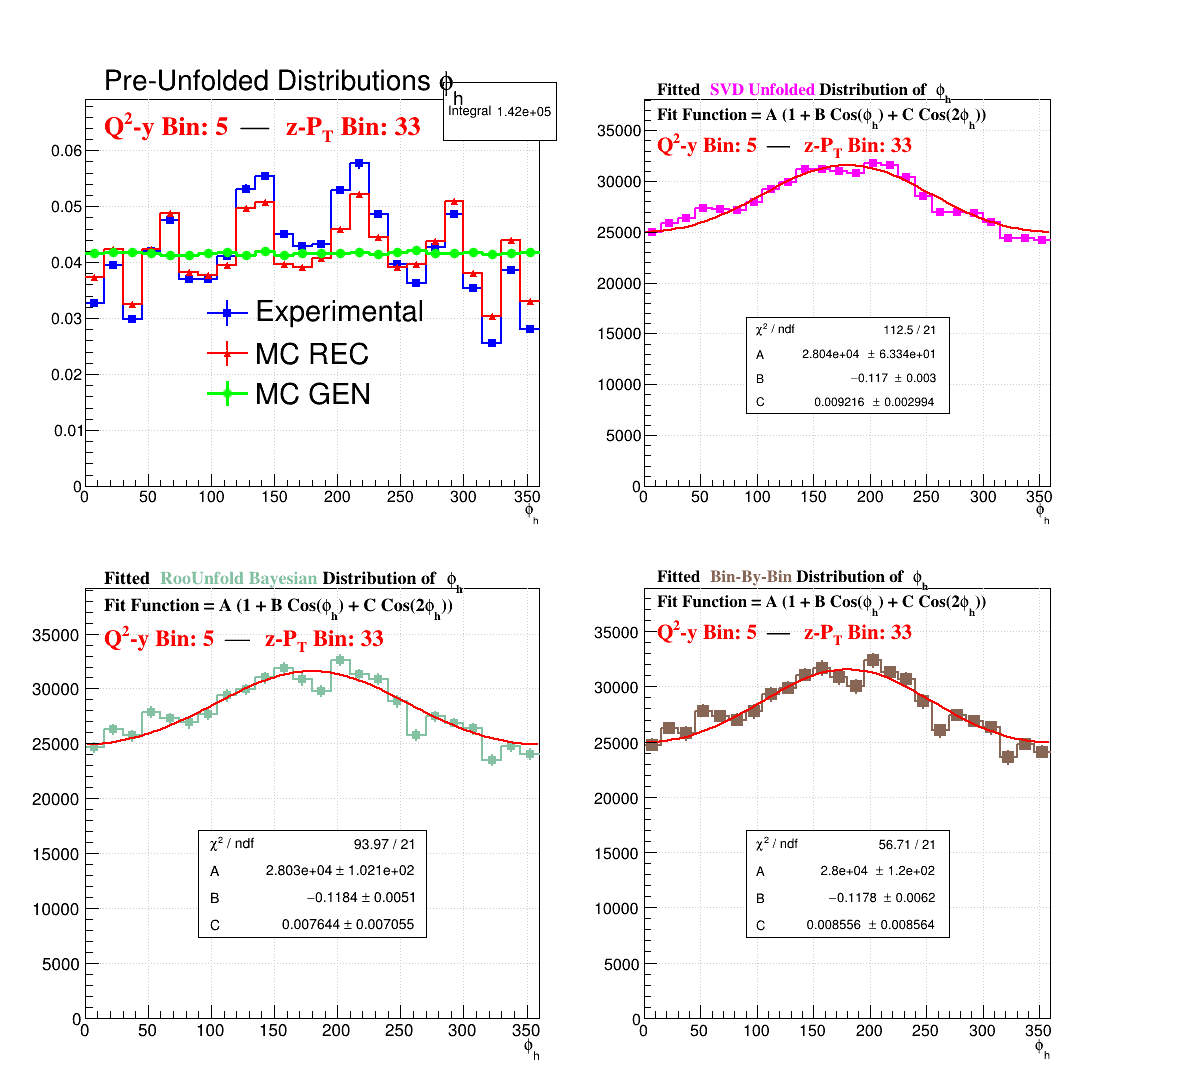 Pre-Unfolded Distributions ϕh
Integral 1.42e+05
Q²-y Bin: 5 — z-PT Bin: 33
0.06
0.05
0.04
0.03
0.02
0.01
0
Experimental
MC REC
MC GEN
0 50 100 150 200 250 300 350
ϕh
Fitted SVD Unfolded Distribution of ϕh
Fit Function = A (1 + B Cos(ϕh) + C Cos(2ϕh))
Q²-y Bin: 5 — z-PT Bin: 33
35000
30000
25000
20000
15000
10000
5000
0
χ² / ndf 112.5 / 21
A 2.804e+04 ± 6.334e+01
B −0.117 ± 0.003
C 0.009216 ± 0.002994
0 50 100 150 200 250 300 350
ϕh
Fitted RooUnfold Bayesian Distribution of ϕh
Fit Function = A (1 + B Cos(ϕh) + C Cos(2ϕh))
Q²-y Bin: 5 — z-PT Bin: 33
35000
30000
25000
20000
15000
10000
5000
0
χ² / ndf 93.97 / 21
A 2.803e+04 ± 1.021e+02
B −0.1184 ± 0.0051
C 0.007644 ± 0.007055
0 50 100 150 200 250 300 350
ϕh
Fitted Bin-By-Bin Distribution of ϕh
Fit Function = A (1 + B Cos(ϕh) + C Cos(2ϕh))
Q²-y Bin: 5 — z-PT Bin: 33
35000
30000
25000
20000
15000
10000
5000
0
χ² / ndf 56.71 / 21
A 2.8e+04 ± 1.2e+02
B −0.1178 ± 0.0062
C 0.008556 ± 0.008564
0 50 100 150 200 250 300 350
ϕh